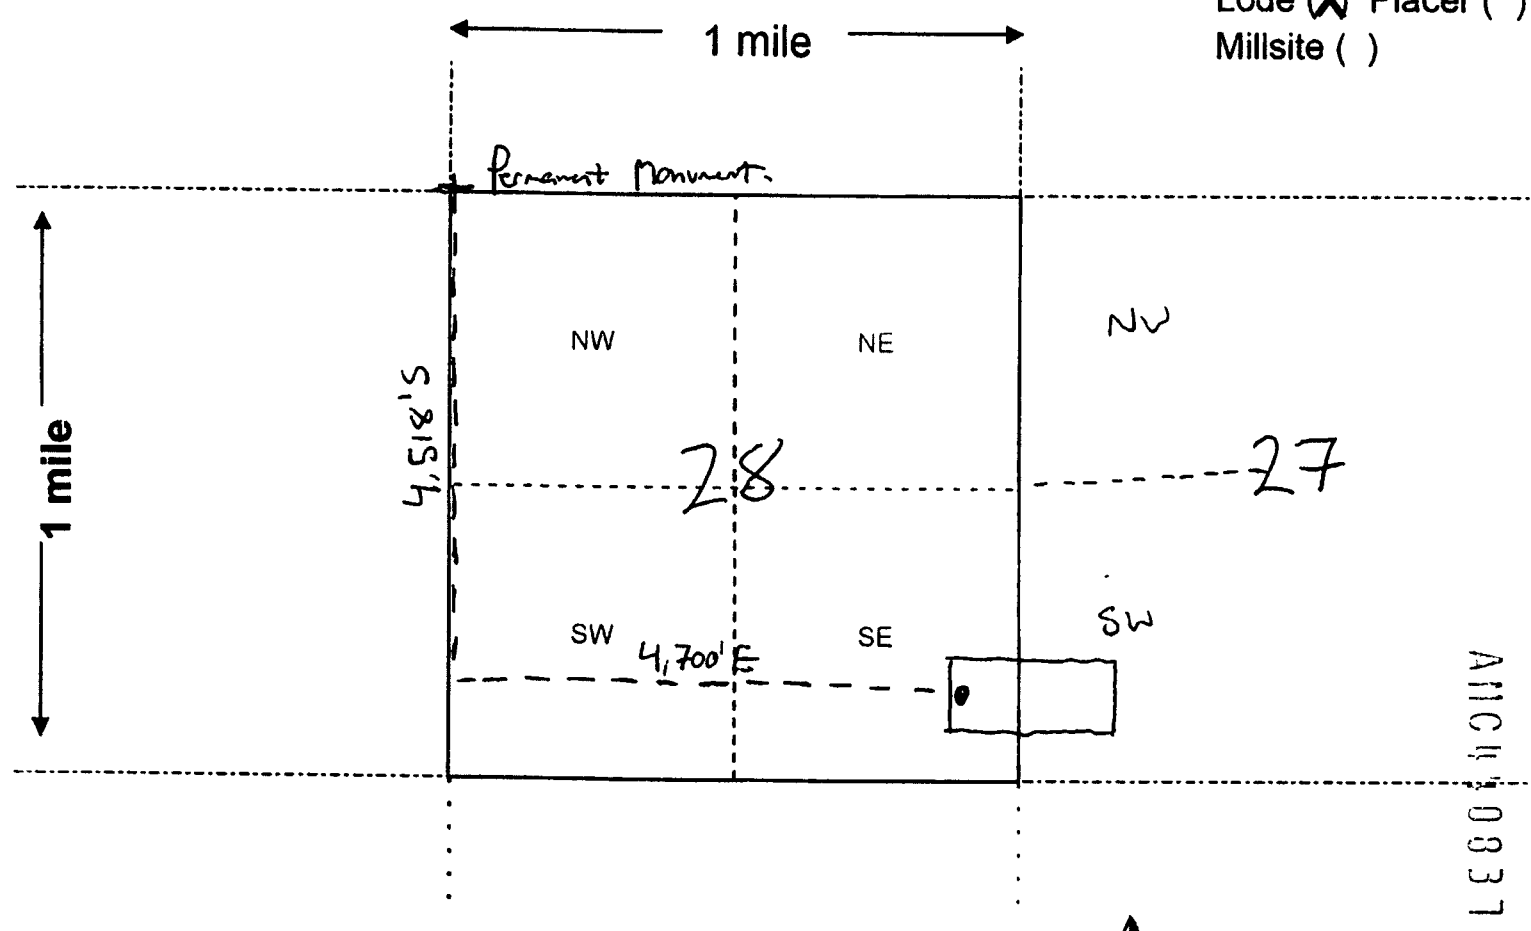 Lode (X) Placer ( )
1 mile
Millsite ( )
Permanent Monument.
NW
NE
NW
4,518'S
1 mile
28
27
SW
4,700' E
SE
SW